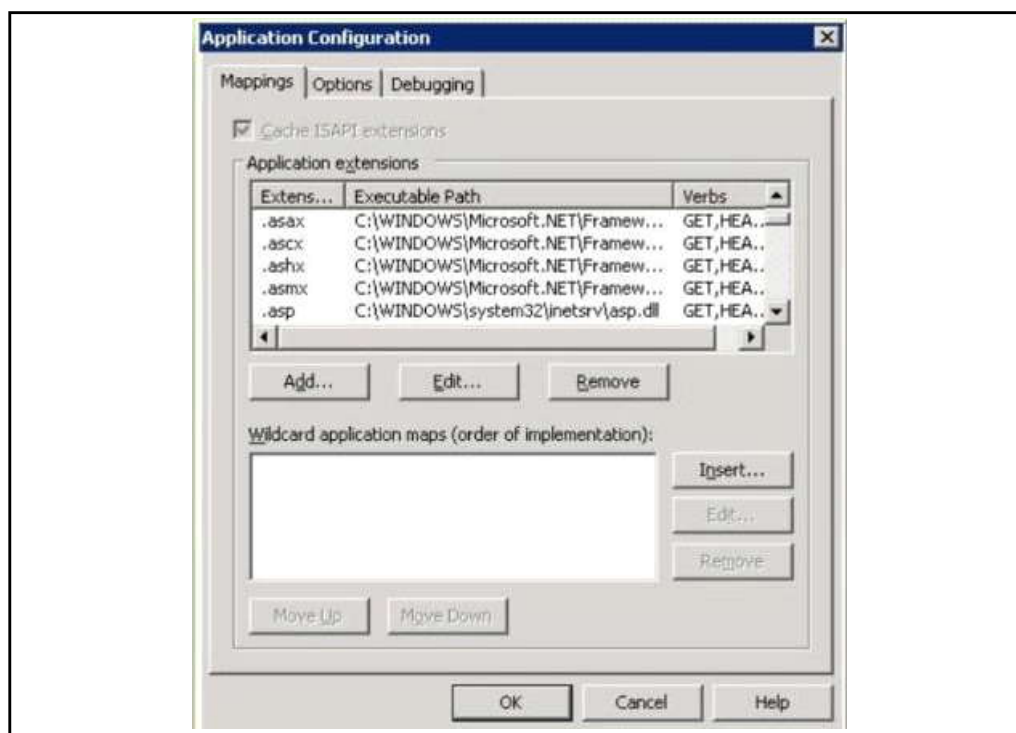 Application Configuration
Mappings Options Debugging
Cache ISAPI extensions
Application extensions
Extens... Executable Path Verbs
.asax C:\WINDOWS\Microsoft.NET\Framew... GET,HEA...
.ascx C:\WINDOWS\Microsoft.NET\Framew... GET,HEA...
.ashx C:\WINDOWS\Microsoft.NET\Framew... GET,HEA...
.asmx C:\WINDOWS\Microsoft.NET\Framew... GET,HEA...
.asp C:\WINDOWS\system32\inetsrv\asp.dll GET,HEA...
Add... Edit... Remove
Wildcard application maps (order of implementation):
Insert...
Edit...
Remove
Move Up Move Down
OK Cancel Help